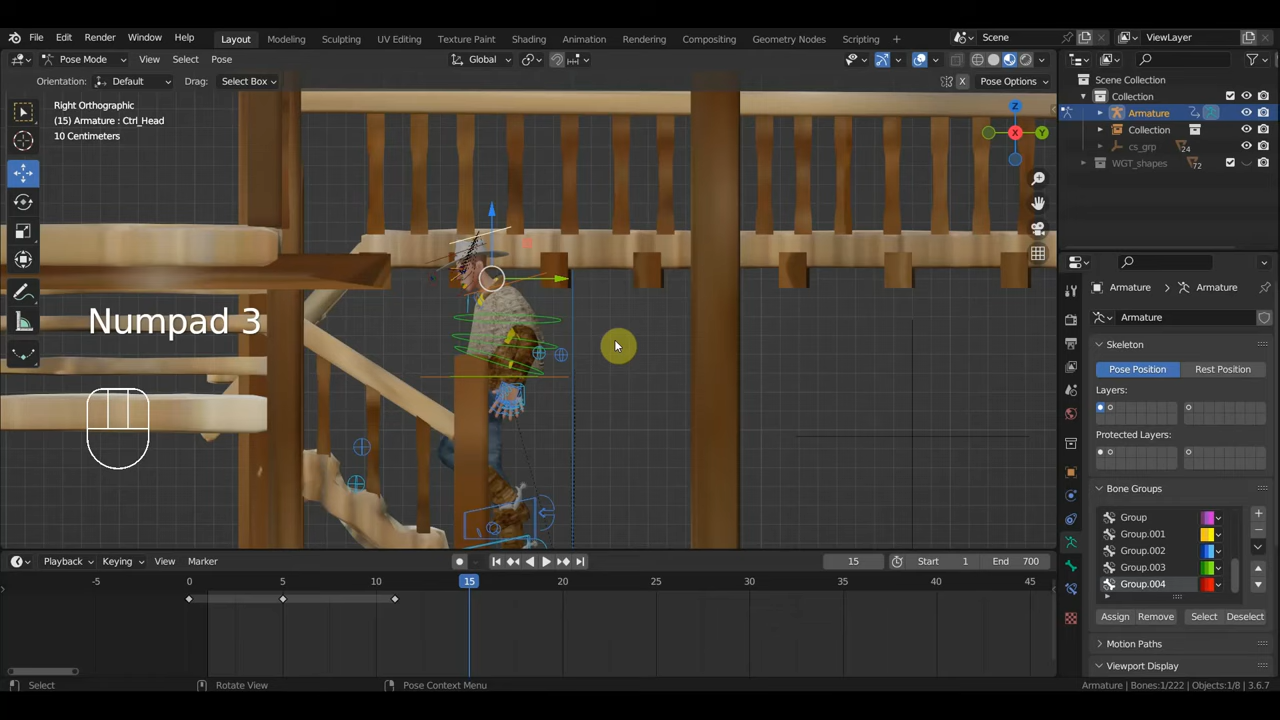 File Edit Render Window Help Layout Modeling Sculpting UV Editing Texture Paint Shading Animation Rendering Compositing Geometry Nodes Scripting + Scene ViewLayer
Pose Mode View Select Pose Global
Orientation: Default Drag: Select Box X Pose Options
Right Orthographic
(15) Armature : Ctrl_Head
10 Centimeters
Z
Y
X
Numpad 3
Scene Collection
Collection
Armature
Collection
cs_grp 24
WGT_shapes 72
Armature Armature
Armature
Skeleton
Pose Position Rest Position
Layers:
Protected Layers:
Bone Groups
Group
Group.001
Group.002
Group.003
Group.004
Assign Remove Select Deselect
Motion Paths
Viewport Display
Playback Keying View Marker 15 Start 1 End 700
-5 0 5 10 15 20 25 30 35 40 45
Select Rotate View Pose Context Menu Armature | Bones:1/222 | Objects:1/8 | 3.6.7